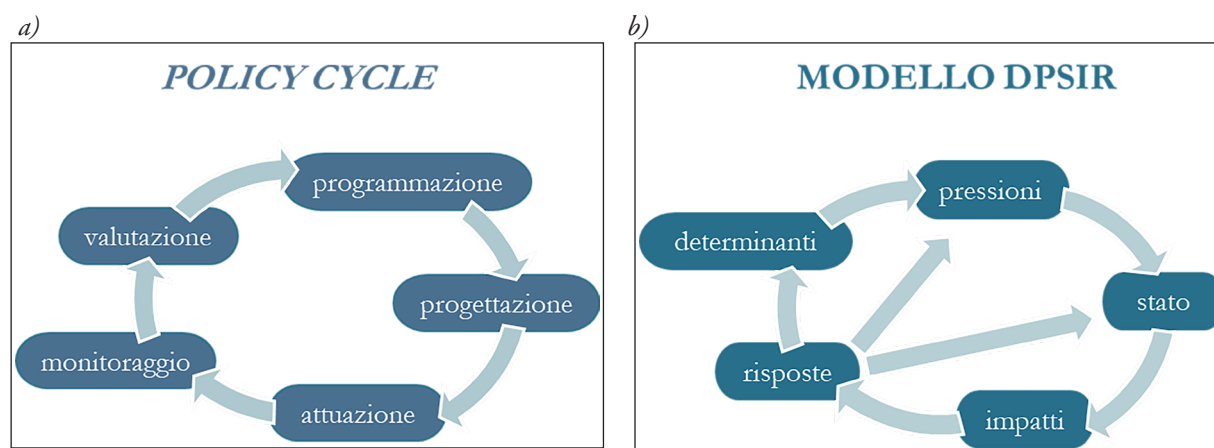 a)
POLICY CYCLE
programmazione
progettazione
attuazione
monitoraggio
valutazione
b)
MODELLO DPSIR
pressioni
stato
impatti
risposte
determinanti